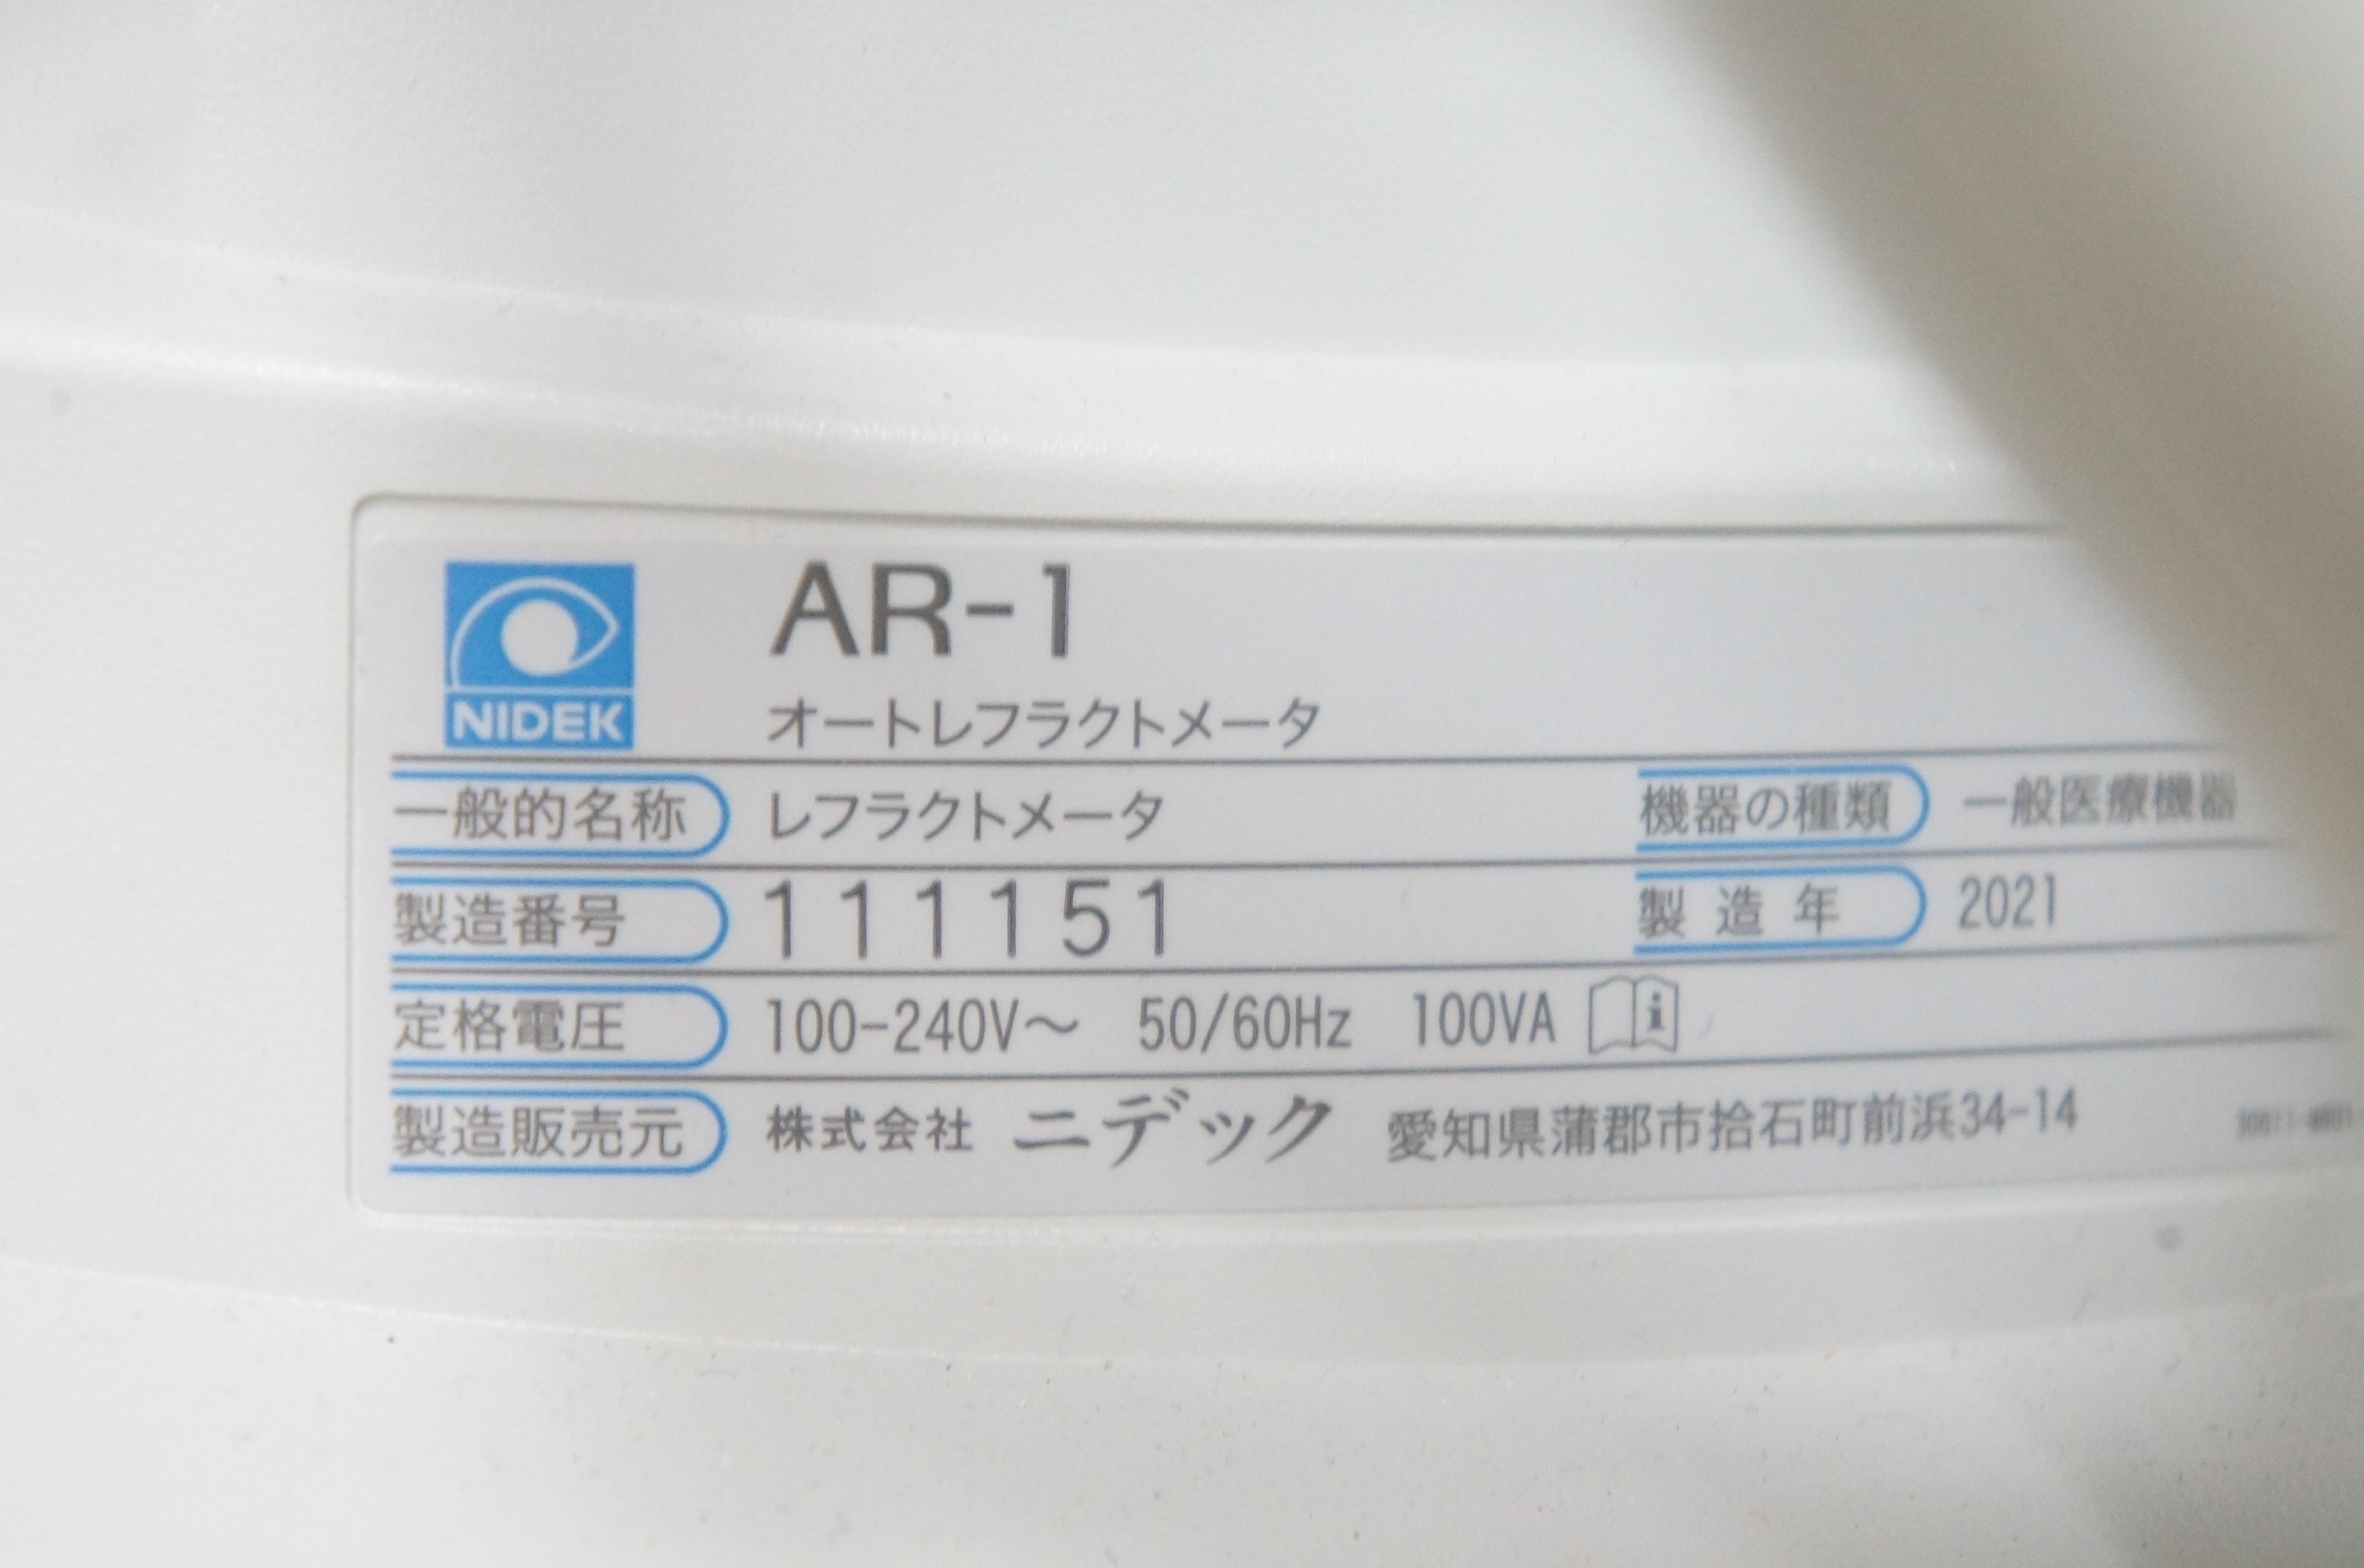 NIDEK
AR-1
オートレフラクトメータ
一般的名称 レフラクトメータ 機器の種類 一般医療機器
製造番号 111151 製造年 2021
定格電圧 100-240V〜 50/60Hz 100VA
製造販売元 株式会社 ニデック 愛知県蒲郡市拾石町前浜34-14